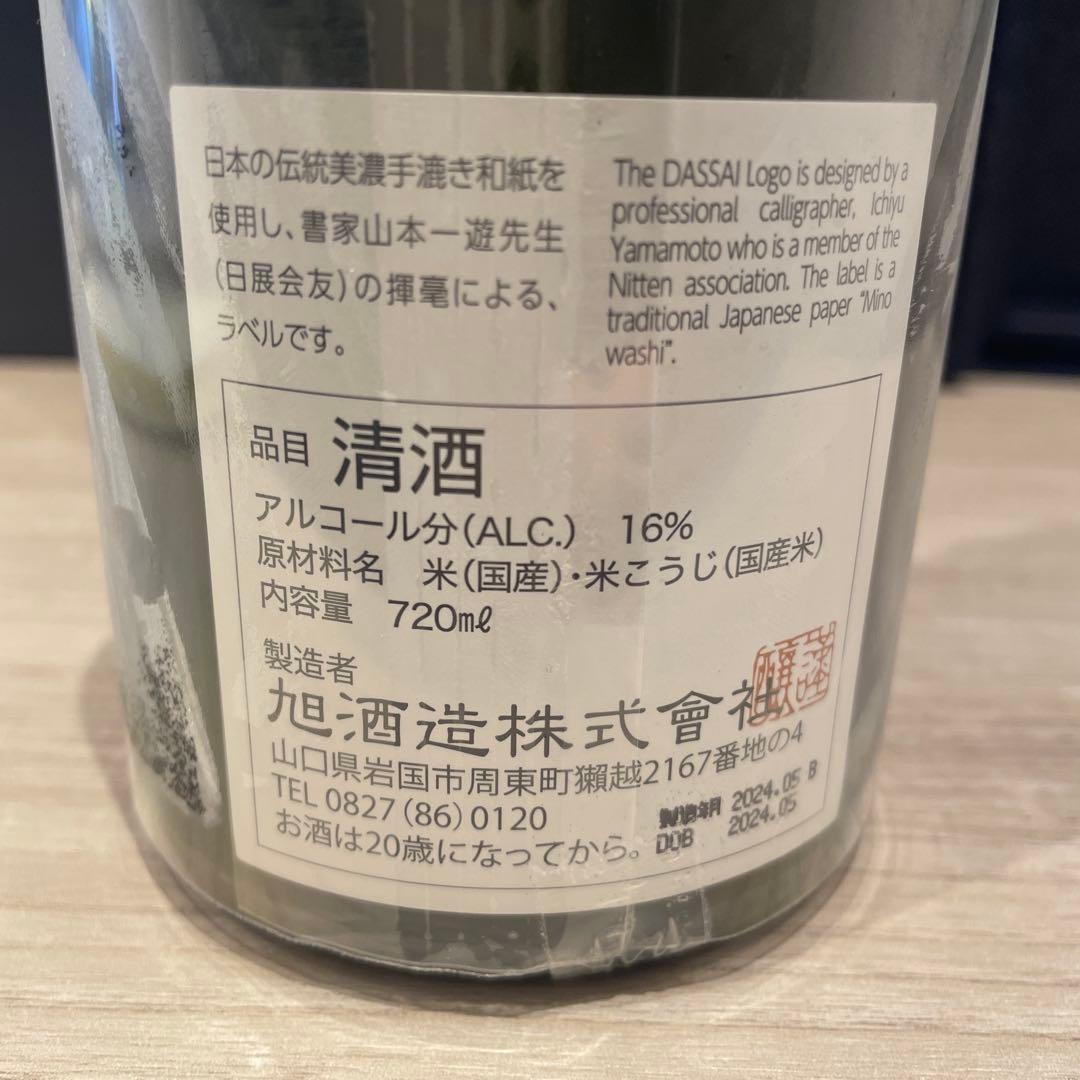 日本の伝統美濃手漉き和紙を
使用し、書家山本一遊先生
(日展会友)の揮毫による、
ラベルです。
The DASSAI Logo is designed by a
professional calligrapher, Ichiyu
Yamamoto who is a member of the
Nitten association. The label is a
traditional Japanese paper "Mino
washi".
品目 清酒
アルコール分(ALC.) 16%
原材料名 米(国産)・米こうじ(国産米)
内容量 720㎖
製造者
旭酒造株式會社
謹醸
山口県岩国市周東町獺越2167番地の4
TEL 0827(86)0120
お酒は20歳になってから。
製造年月 2024.05 B
DOB 2024.05